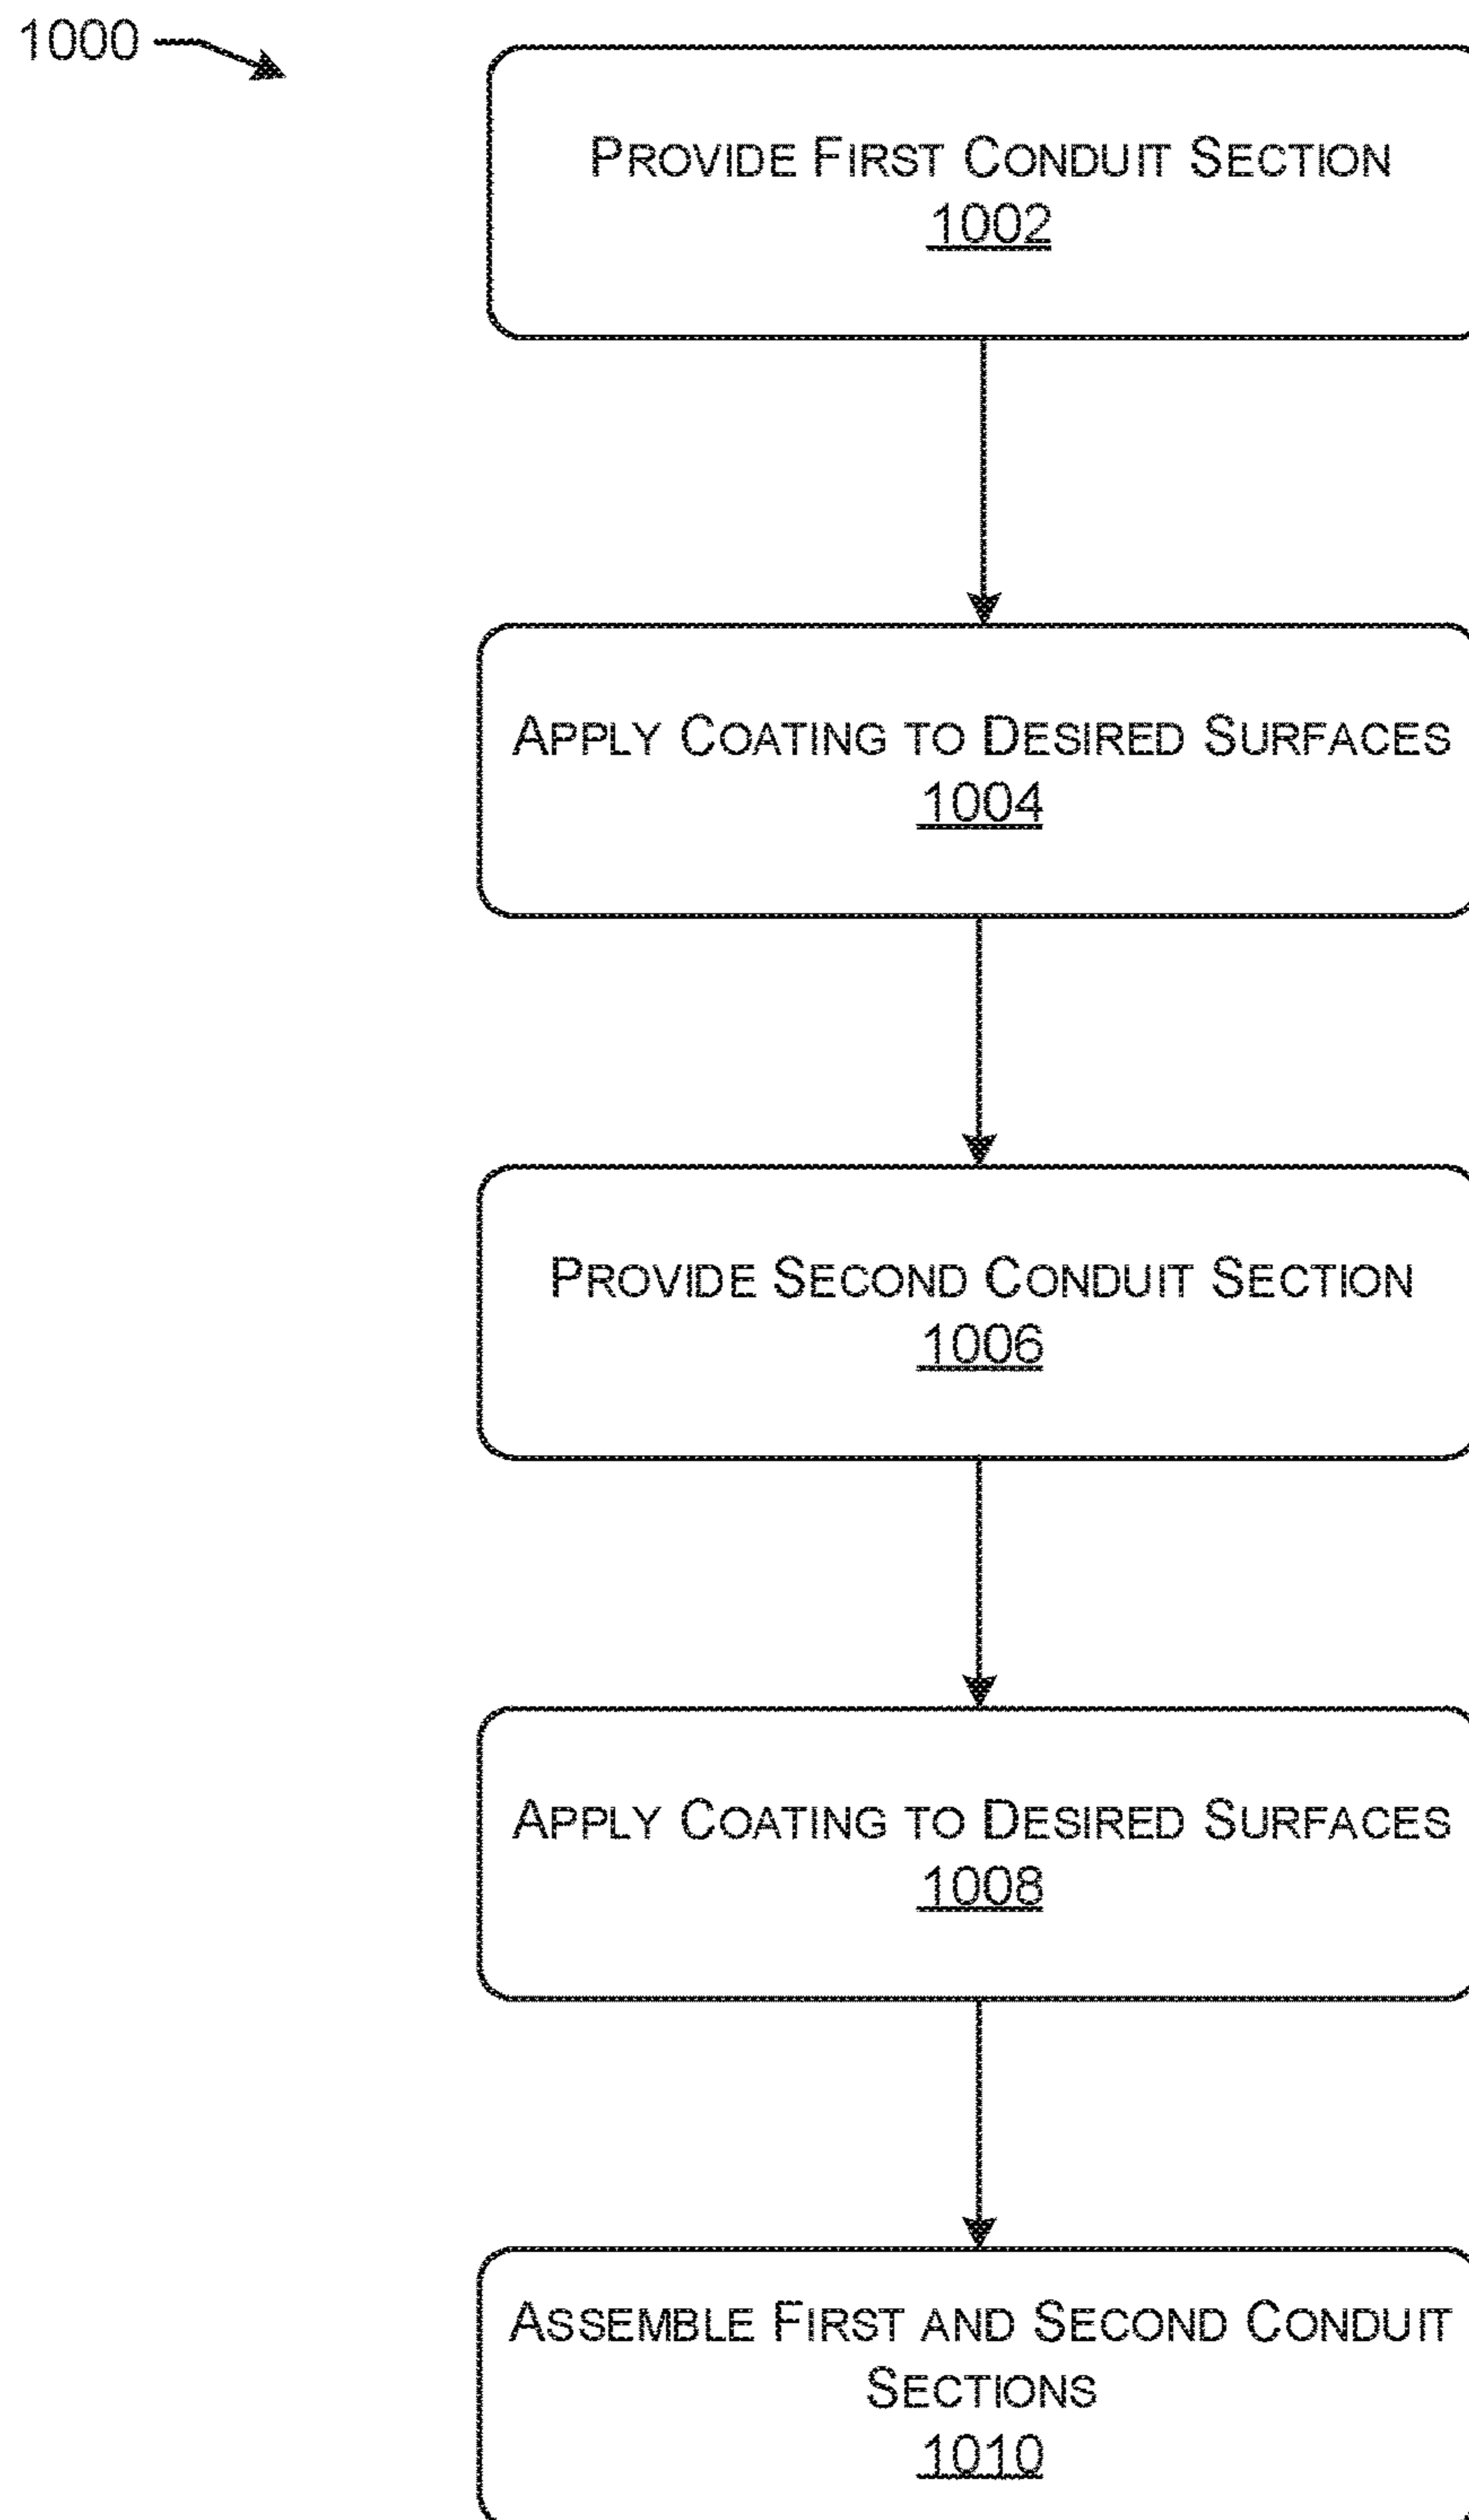 1000
PROVIDE FIRST CONDUIT SECTION
1002
APPLY COATING TO DESIRED SURFACES
1004
PROVIDE SECOND CONDUIT SECTION
1006
APPLY COATING TO DESIRED SURFACES
1008
ASSEMBLE FIRST AND SECOND CONDUIT
SECTIONS
1010